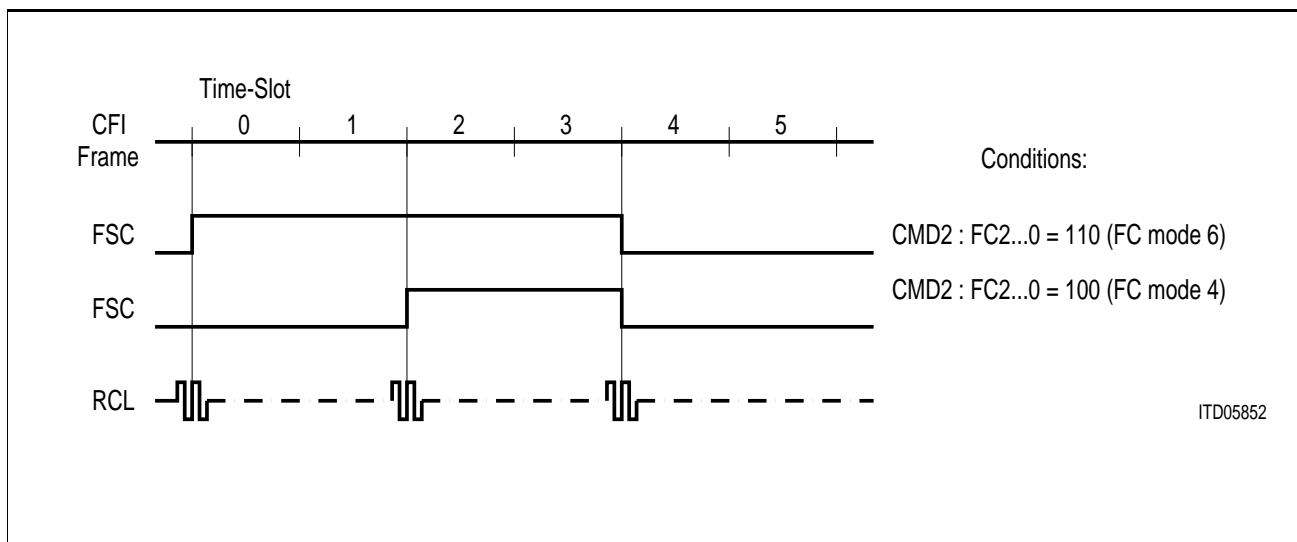 Time-Slot
CFI 0 1 2 3 4 5
Frame
Conditions:
FSC CMD2 : FC2...0 = 110 (FC mode 6)
FSC CMD2 : FC2...0 = 100 (FC mode 4)
RCL
ITD05852